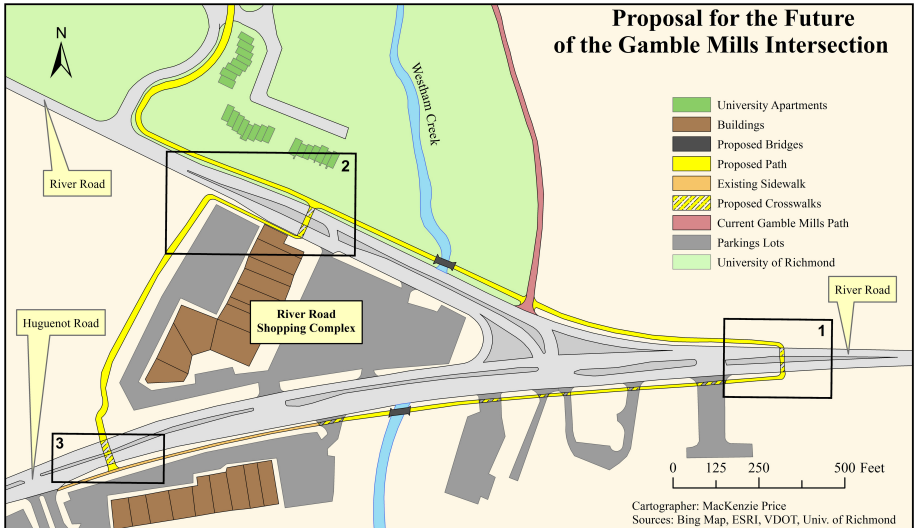 Proposal for the Future
of the Gamble Mills Intersection
N
Westham Creek
University Apartments
Buildings
Proposed Bridges
Proposed Path
Existing Sidewalk
Proposed Crosswalks
Current Gamble Mills Path
Parkings Lots
University of Richmond
2
River Road
River Road
River Road
Shopping Complex
Huguenot Road
1
3
0 125 250 500 Feet
Cartographer: MacKenzie Price
Sources: Bing Map, ESRI, VDOT, Univ. of Richmond